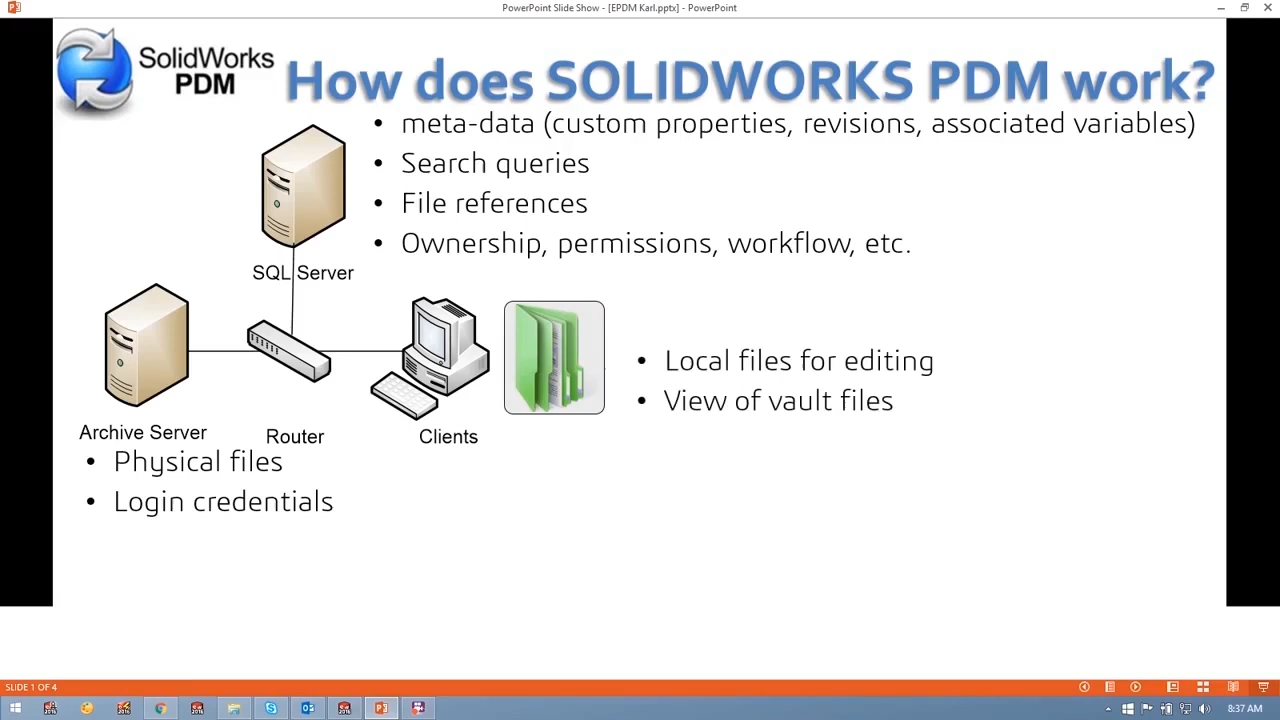 PowerPoint Slide Show - [EPDM Karl.pptx] - PowerPoint
SolidWorks
PDM
How does SOLIDWORKS PDM work?
• meta-data (custom properties, revisions, associated variables)
• Search queries
• File references
• Ownership, permissions, workflow, etc.
SQL Server
• Local files for editing
• View of vault files
Archive Server
Router
Clients
• Physical files
• Login credentials
SLIDE 1 OF 4
8:37 AM